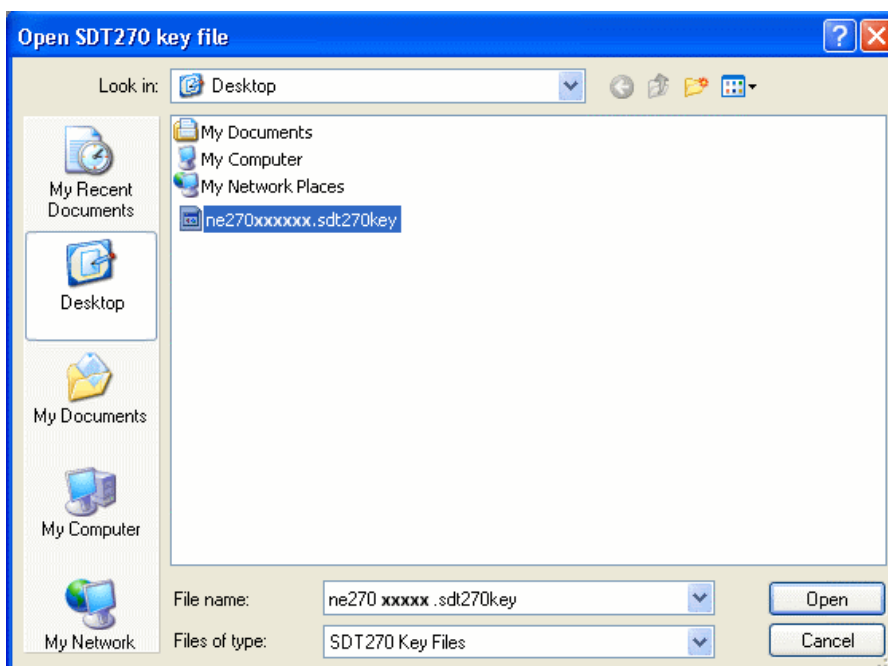 Open SDT270 key file
Look in:
Desktop
My Recent
Documents
Desktop
My Documents
My Computer
My Network
My Documents
My Computer
My Network Places
ne270xxxxxx.sdt270key
File name:
ne270 xxxxx .sdt270key
Open
Files of type:
SDT270 Key Files
Cancel